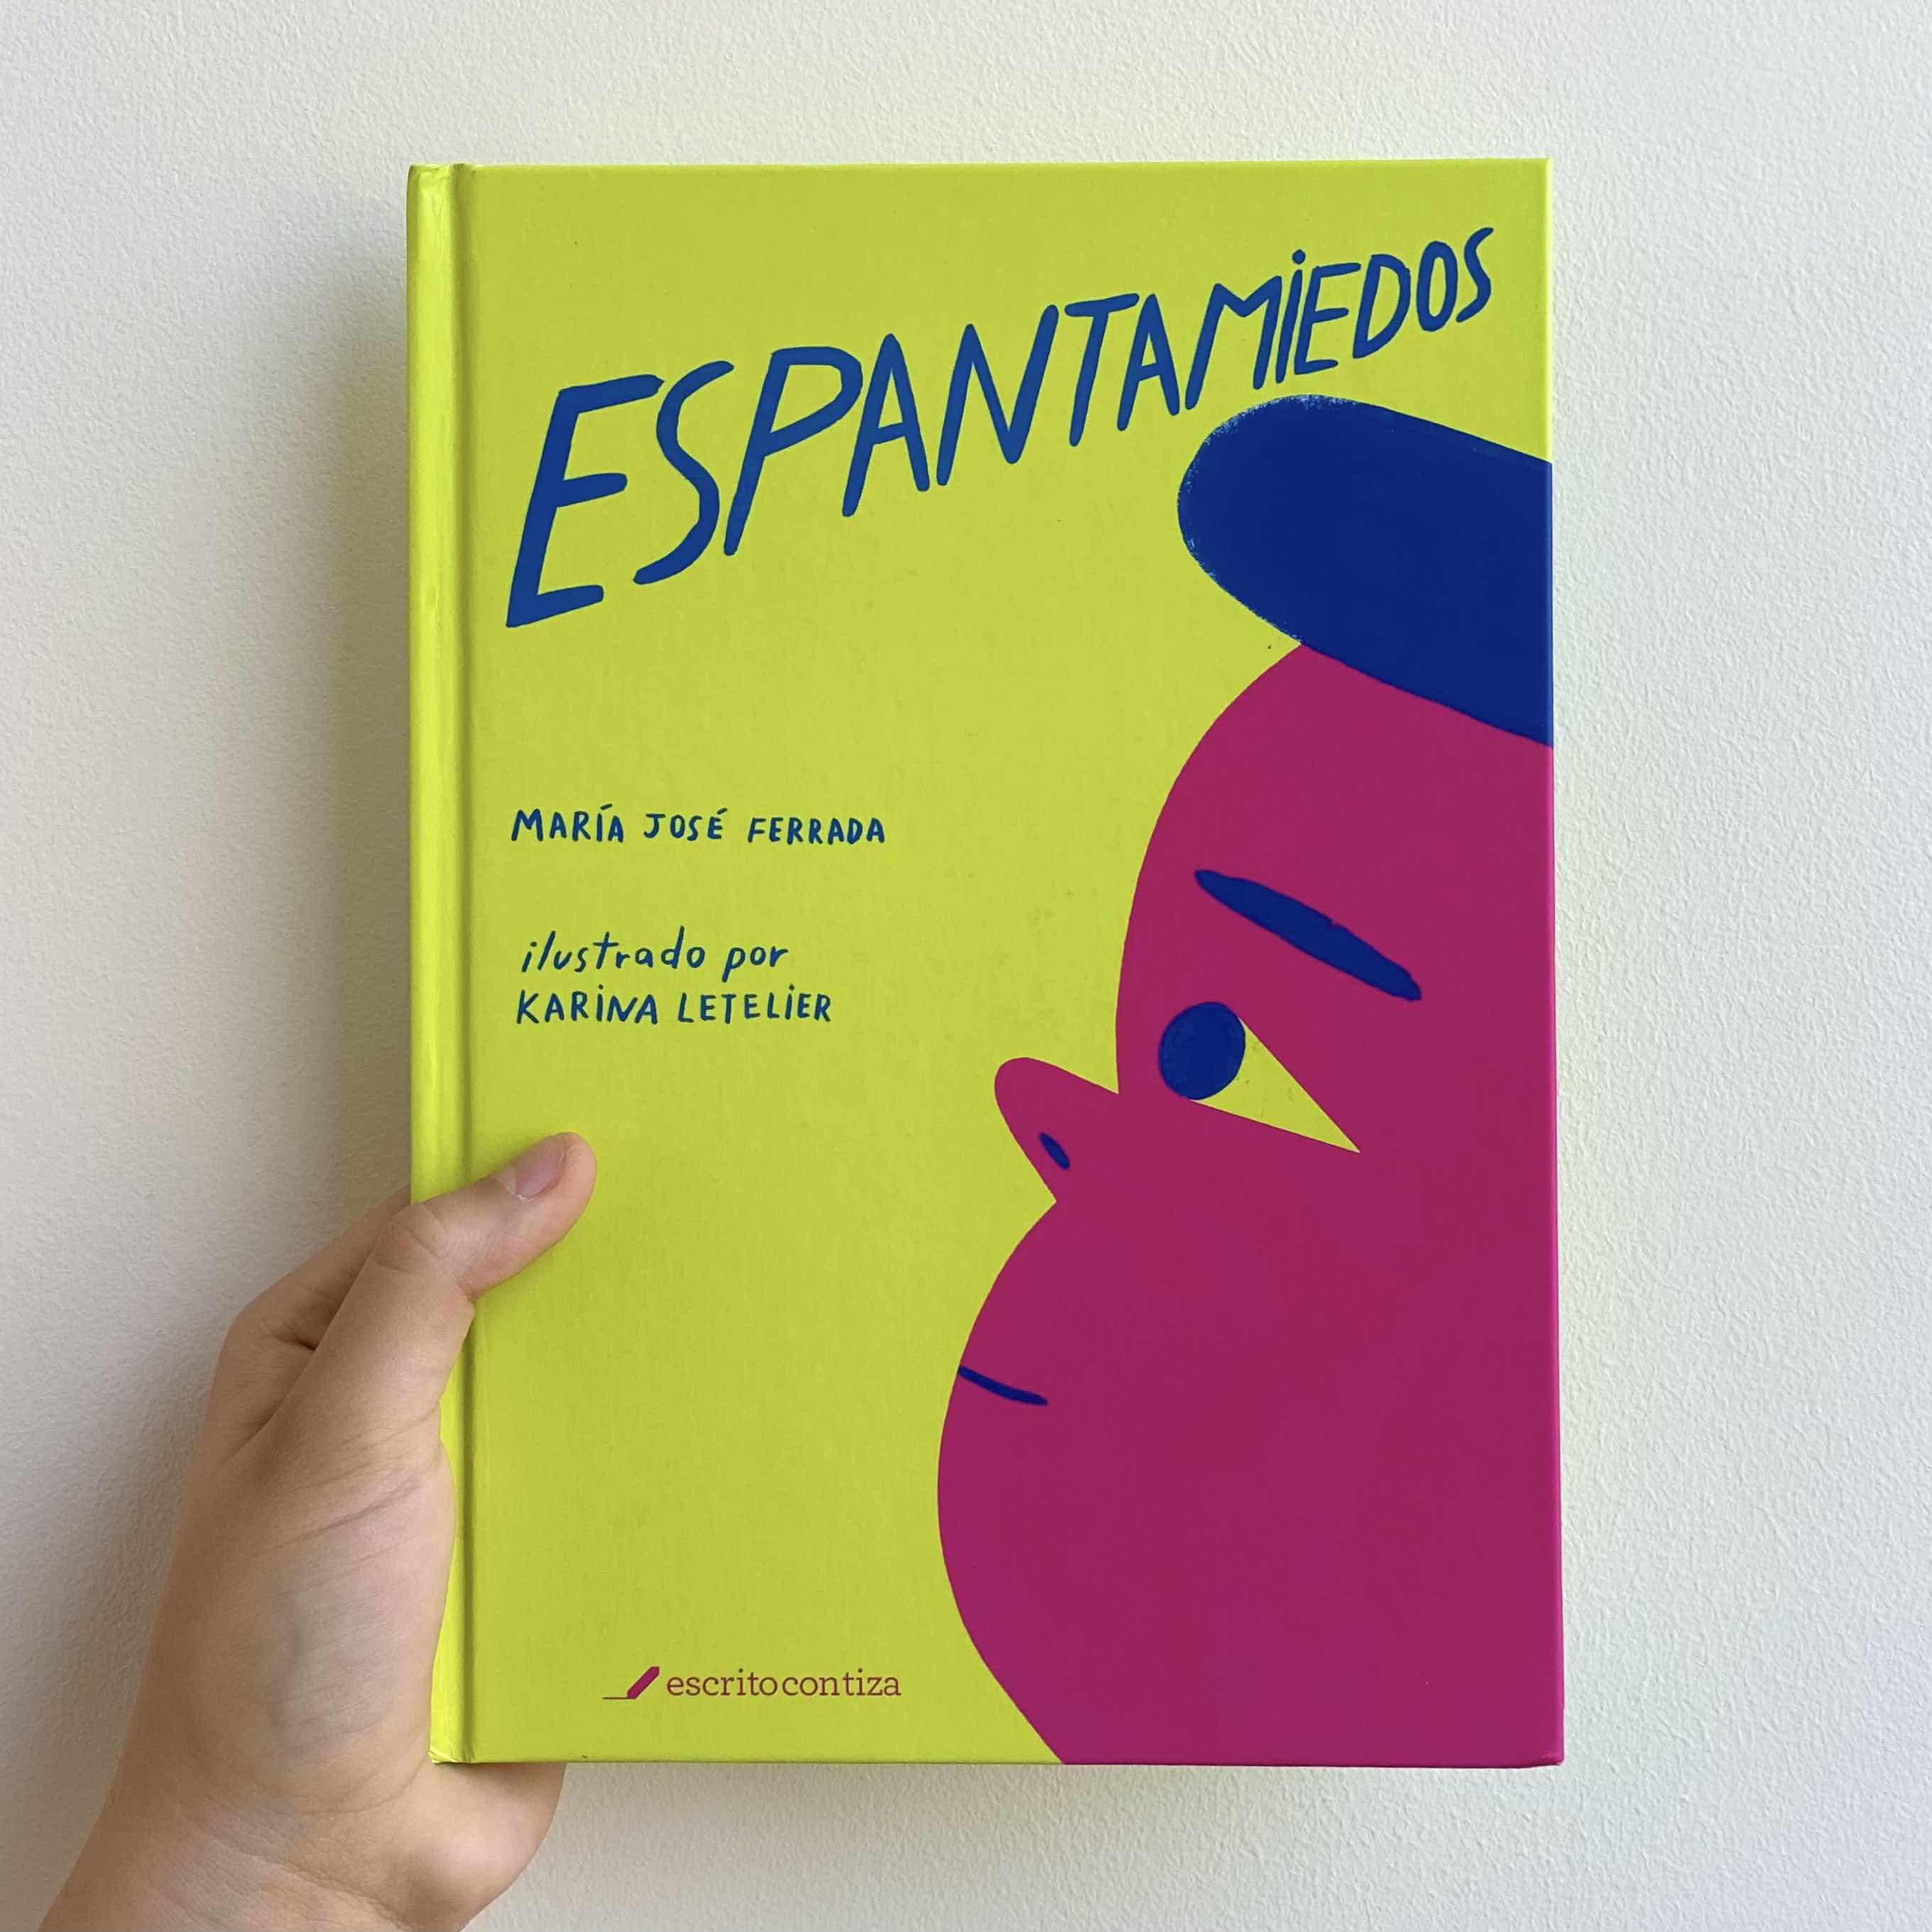 ESPANTAMiEDOS
MARÍA JOSÉ FERRADA
ilustrado por
KARiNA LETELiER
escritocontiza